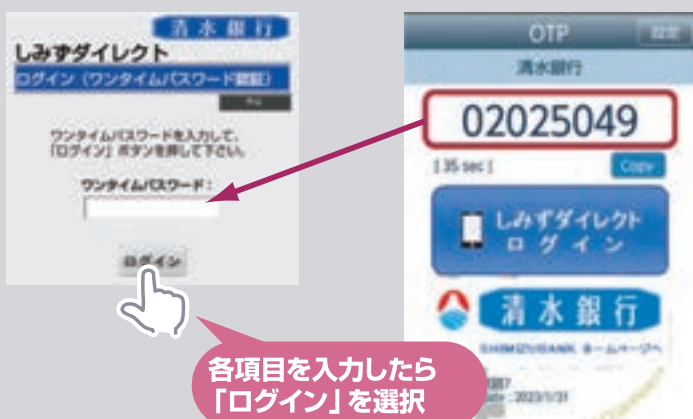 清水銀行
しみずダイレクト
ログイン（ワンタイムパスワード認証）
中止
ワンタイムパスワードを入力して、
「ログイン」ボタンを押して下さい。
ワンタイムパスワード：
ログイン
各項目を入力したら
「ログイン」を選択
OTP
設定
清水銀行
02025049
[ 35 sec ]
Copy
しみずダイレクト
ログイン
清水銀行
SHIMIZUBANK ホームページへ
: 2023/1/31